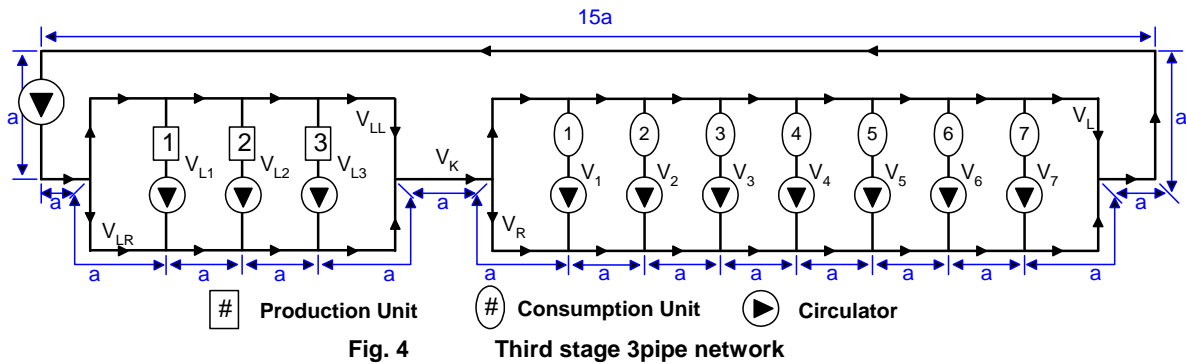 15a
a
a
1 2 3
V_LL
V_L1 V_L2 V_L3
V_K
1 2 3 4 5 6 7
V_L
V_1 V_2 V_3 V_4 V_5 V_6 V_7
a
a
a
V_LR
V_R
a a a a
a a a a a a a a
# Production Unit # Consumption Unit Circulator
Fig. 4 Third stage 3pipe network